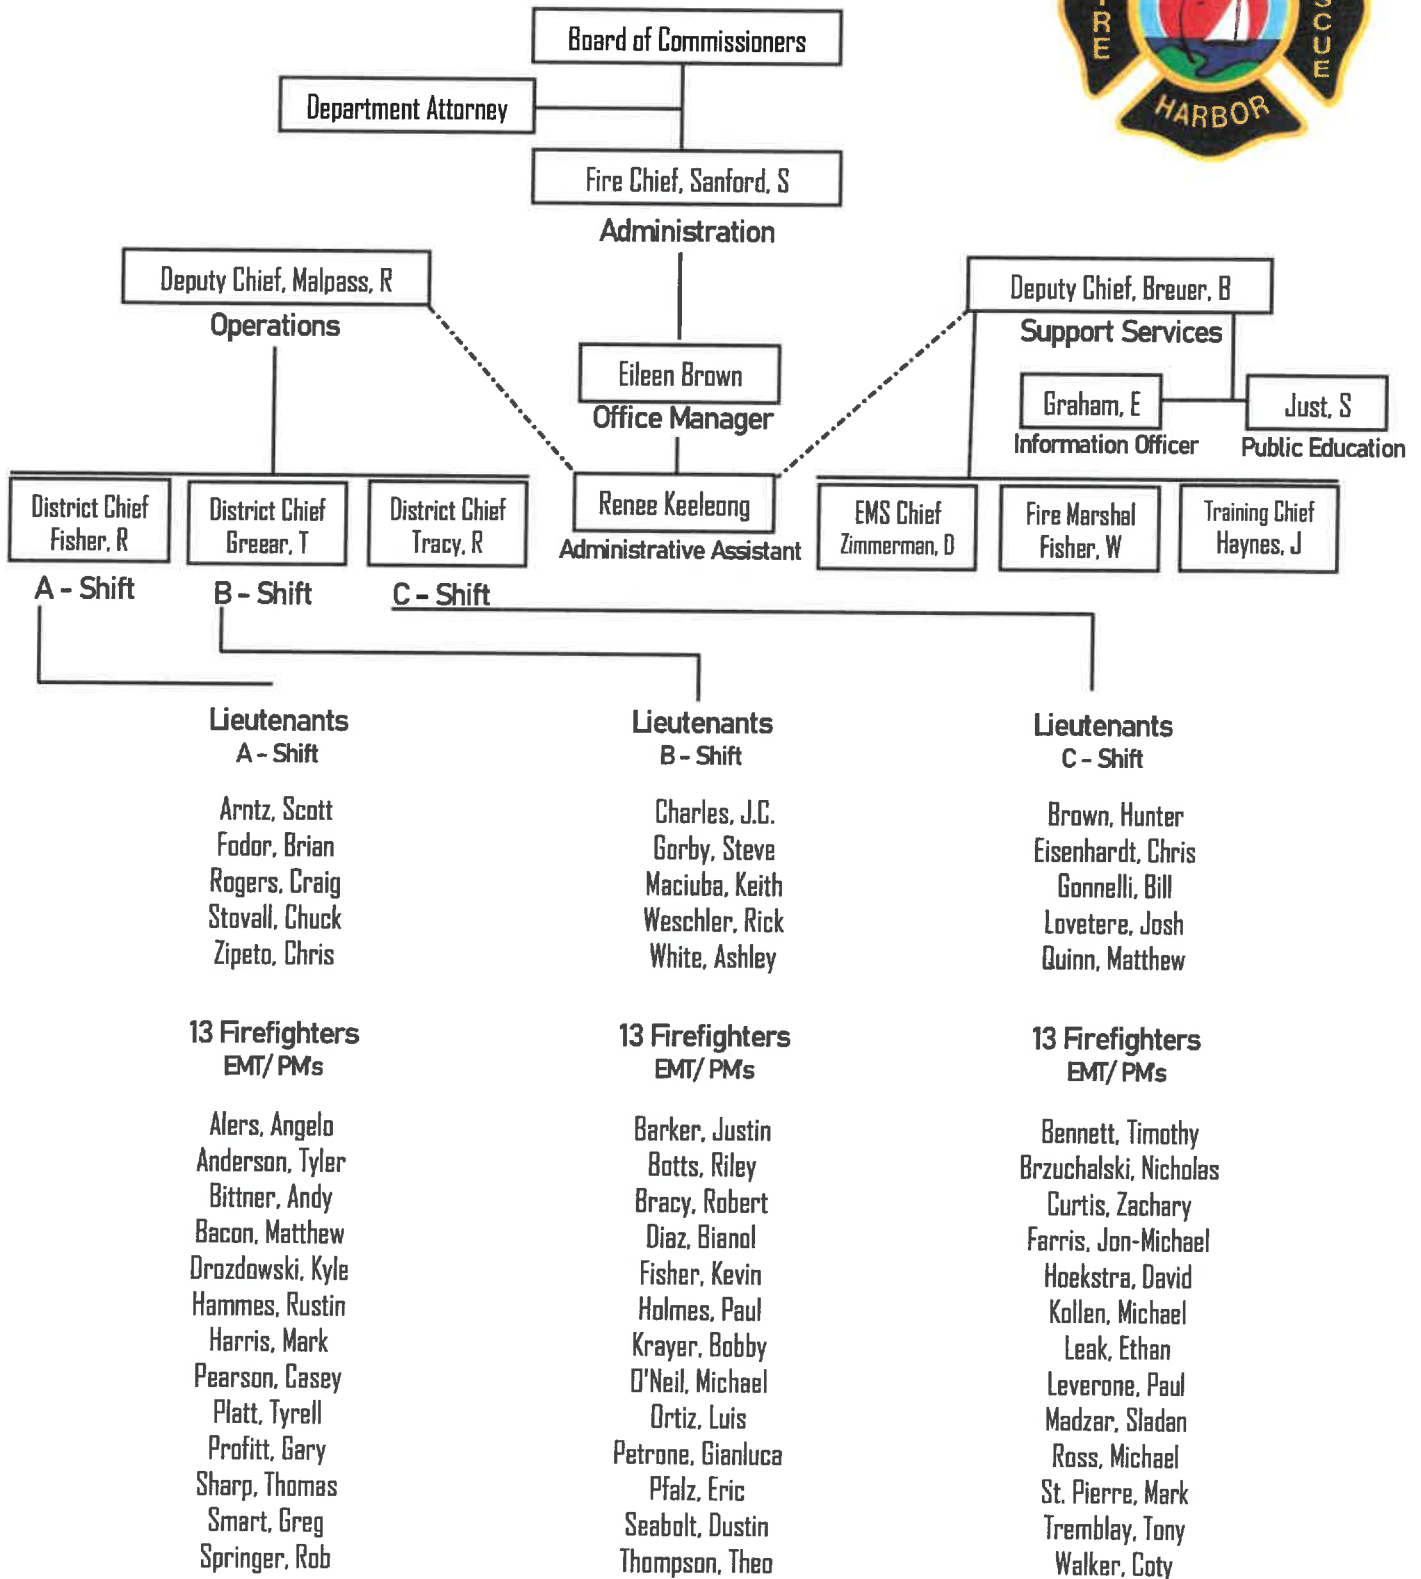 Board of Commissioners
Department Attorney
Fire Chief, Sanford, S
Administration
HARBOR
Deputy Chief, Malpass, R
Operations
Deputy Chief, Breuer, B
Support Services
Eileen Brown
Office Manager
Graham, E
Information Officer
Just, S
Public Education
District Chief
Fisher, R
A - Shift
District Chief
Greear, T
B - Shift
District Chief
Tracy, R
C - Shift
Renee Keeleong
Administrative Assistant
EMS Chief
Zimmerman, D
Fire Marshal
Fisher, W
Training Chief
Haynes, J
Lieutenants
A - Shift
Arntz, Scott
Fodor, Brian
Rogers, Craig
Stovall, Chuck
Zipeto, Chris
13 Firefighters
EMT/ PM's
Alers, Angelo
Anderson, Tyler
Bittner, Andy
Bacon, Matthew
Drozdowski, Kyle
Hammes, Rustin
Harris, Mark
Pearson, Casey
Platt, Tyrell
Profitt, Gary
Sharp, Thomas
Smart, Greg
Springer, Rob
Lieutenants
B - Shift
Charles, J.C.
Gorby, Steve
Maciuba, Keith
Weschler, Rick
White, Ashley
13 Firefighters
EMT/ PM's
Barker, Justin
Botts, Riley
Bracy, Robert
Diaz, Bianol
Fisher, Kevin
Holmes, Paul
Krayer, Bobby
O'Neil, Michael
Ortiz, Luis
Petrone, Gianluca
Pfalz, Eric
Seabolt, Dustin
Thompson, Theo
Lieutenants
C - Shift
Brown, Hunter
Eisenhardt, Chris
Gonnelli, Bill
Lovetere, Josh
Quinn, Matthew
13 Firefighters
EMT/ PM's
Bennett, Timothy
Brzuchalski, Nicholas
Curtis, Zachary
Farris, Jon-Michael
Hoekstra, David
Kollen, Michael
Leak, Ethan
Leverone, Paul
Madzar, Sladan
Ross, Michael
St. Pierre, Mark
Tremblay, Tony
Walker, Coty